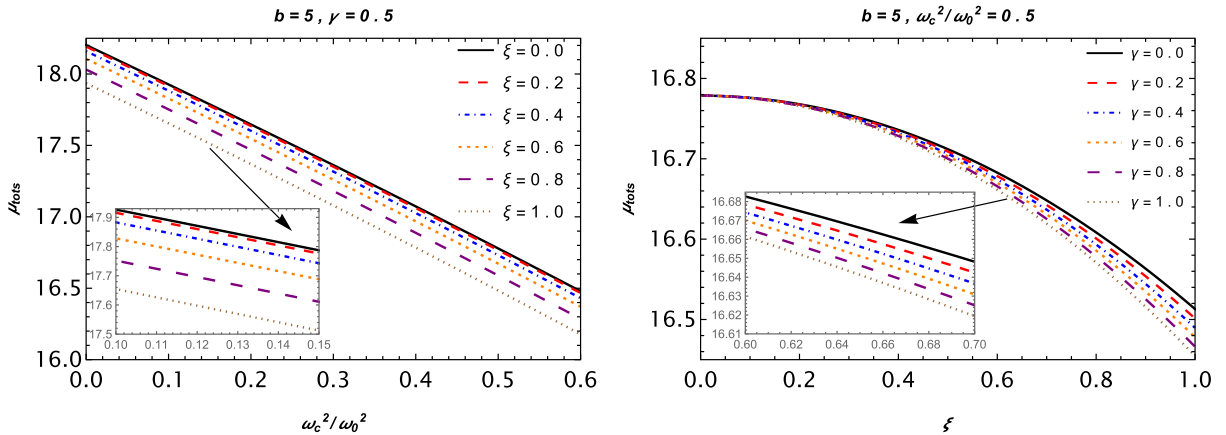 b = 5 , γ = 0 . 5
ξ = 0 . 0
ξ = 0 . 2
ξ = 0 . 4
ξ = 0 . 6
ξ = 0 . 8
ξ = 1 . 0
18.0
17.5
17.0
16.5
16.0
μtots
17.9
17.8
17.7
17.6
17.5
0.10 0.11 0.12 0.13 0.14 0.15
0.0 0.1 0.2 0.3 0.4 0.5 0.6
ωc²/ω0²
b = 5 , ωc²/ω0² = 0 . 5
γ = 0 . 0
γ = 0 . 2
γ = 0 . 4
γ = 0 . 6
γ = 0 . 8
γ = 1 . 0
16.8
16.7
16.6
16.5
μtots
16.68
16.67
16.66
16.65
16.64
16.63
16.62
16.61
0.60 0.62 0.64 0.66 0.68 0.70
0.0 0.2 0.4 0.6 0.8 1.0
ξ